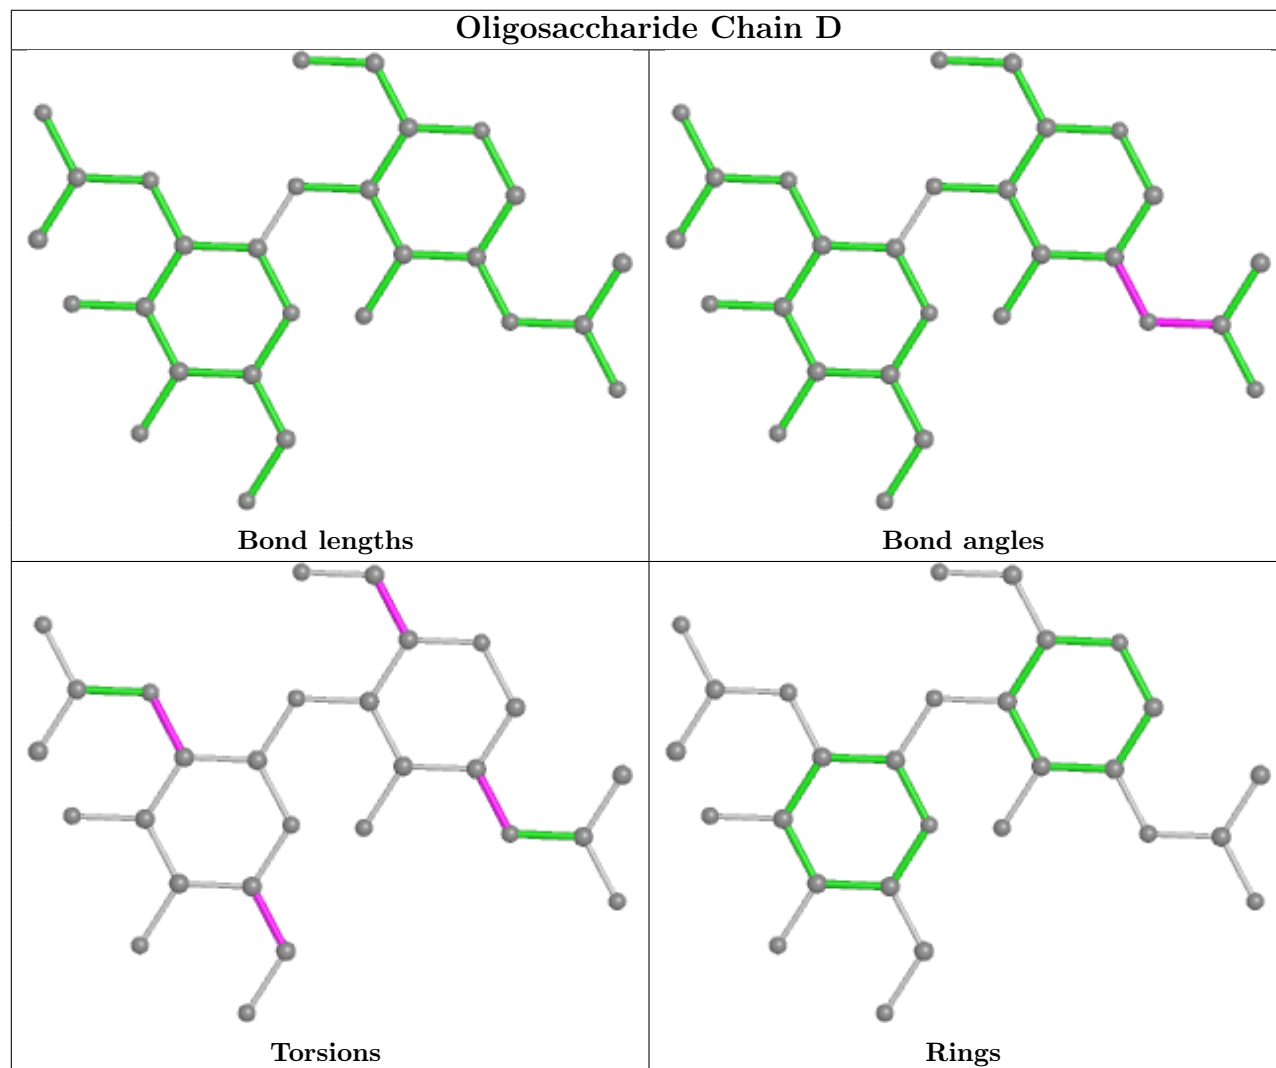 Oligosaccharide Chain D
Bond lengths
Bond angles
Torsions
Rings